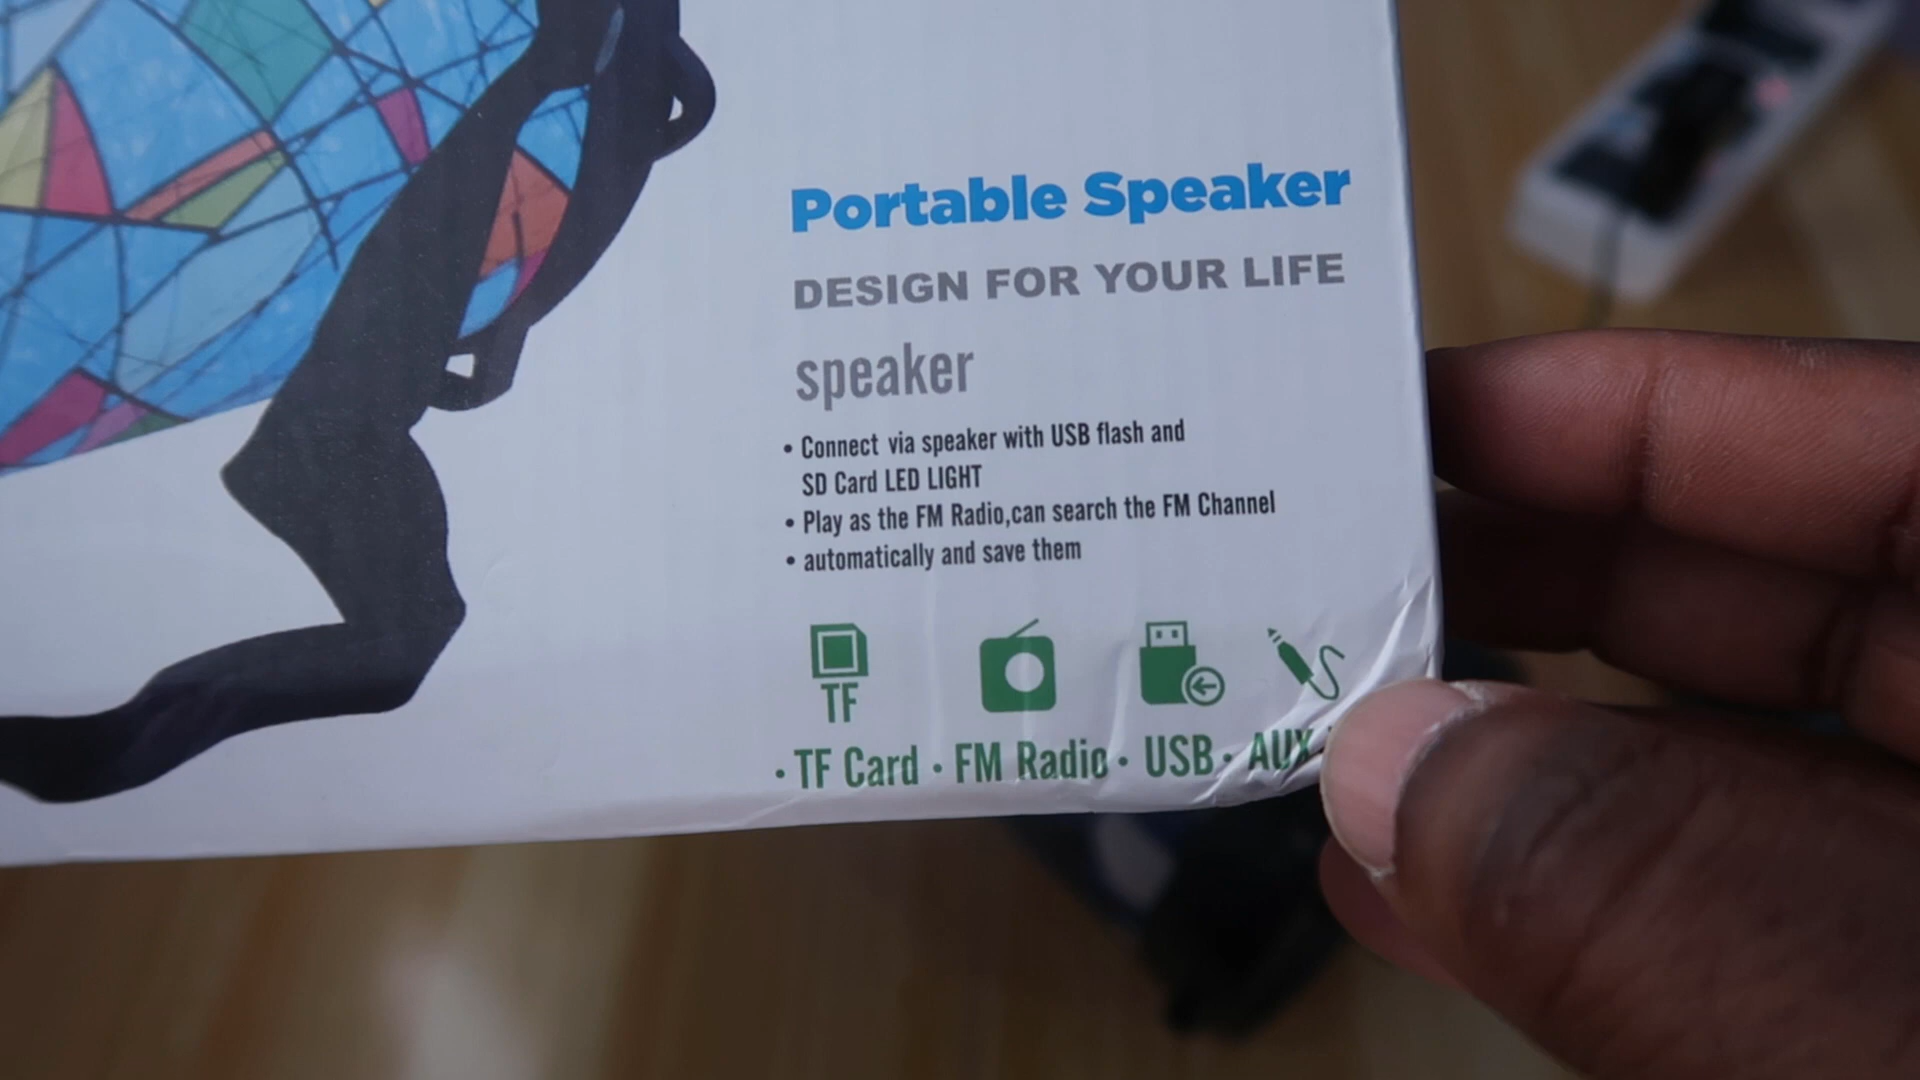 Portable Speaker
DESIGN FOR YOUR LIFE
speaker
• Connect via speaker with USB flash and
SD Card LED LIGHT
• Play as the FM Radio,can search the FM Channel
• automatically and save them
TF
· TF Card · FM Radio · USB · AUX